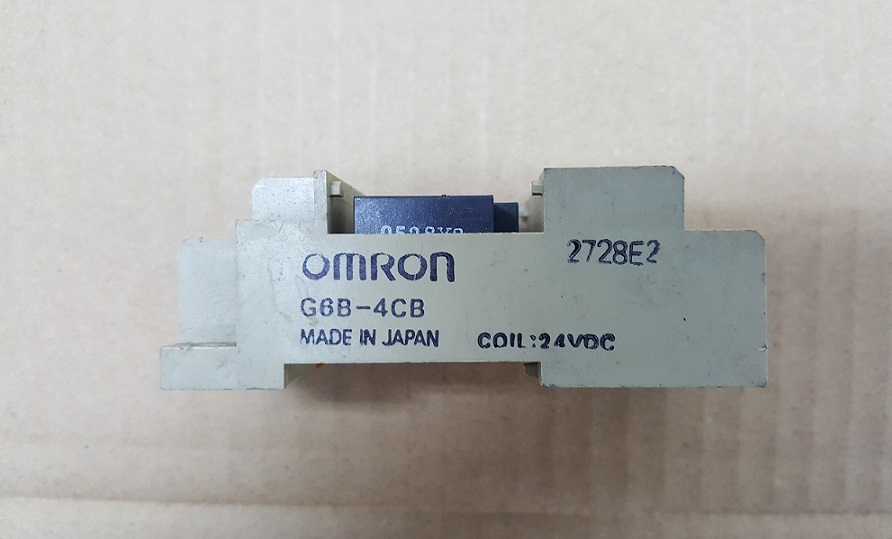 OMRON
2728E2
G6B-4CB
MADE IN JAPAN
COIL:24VDC